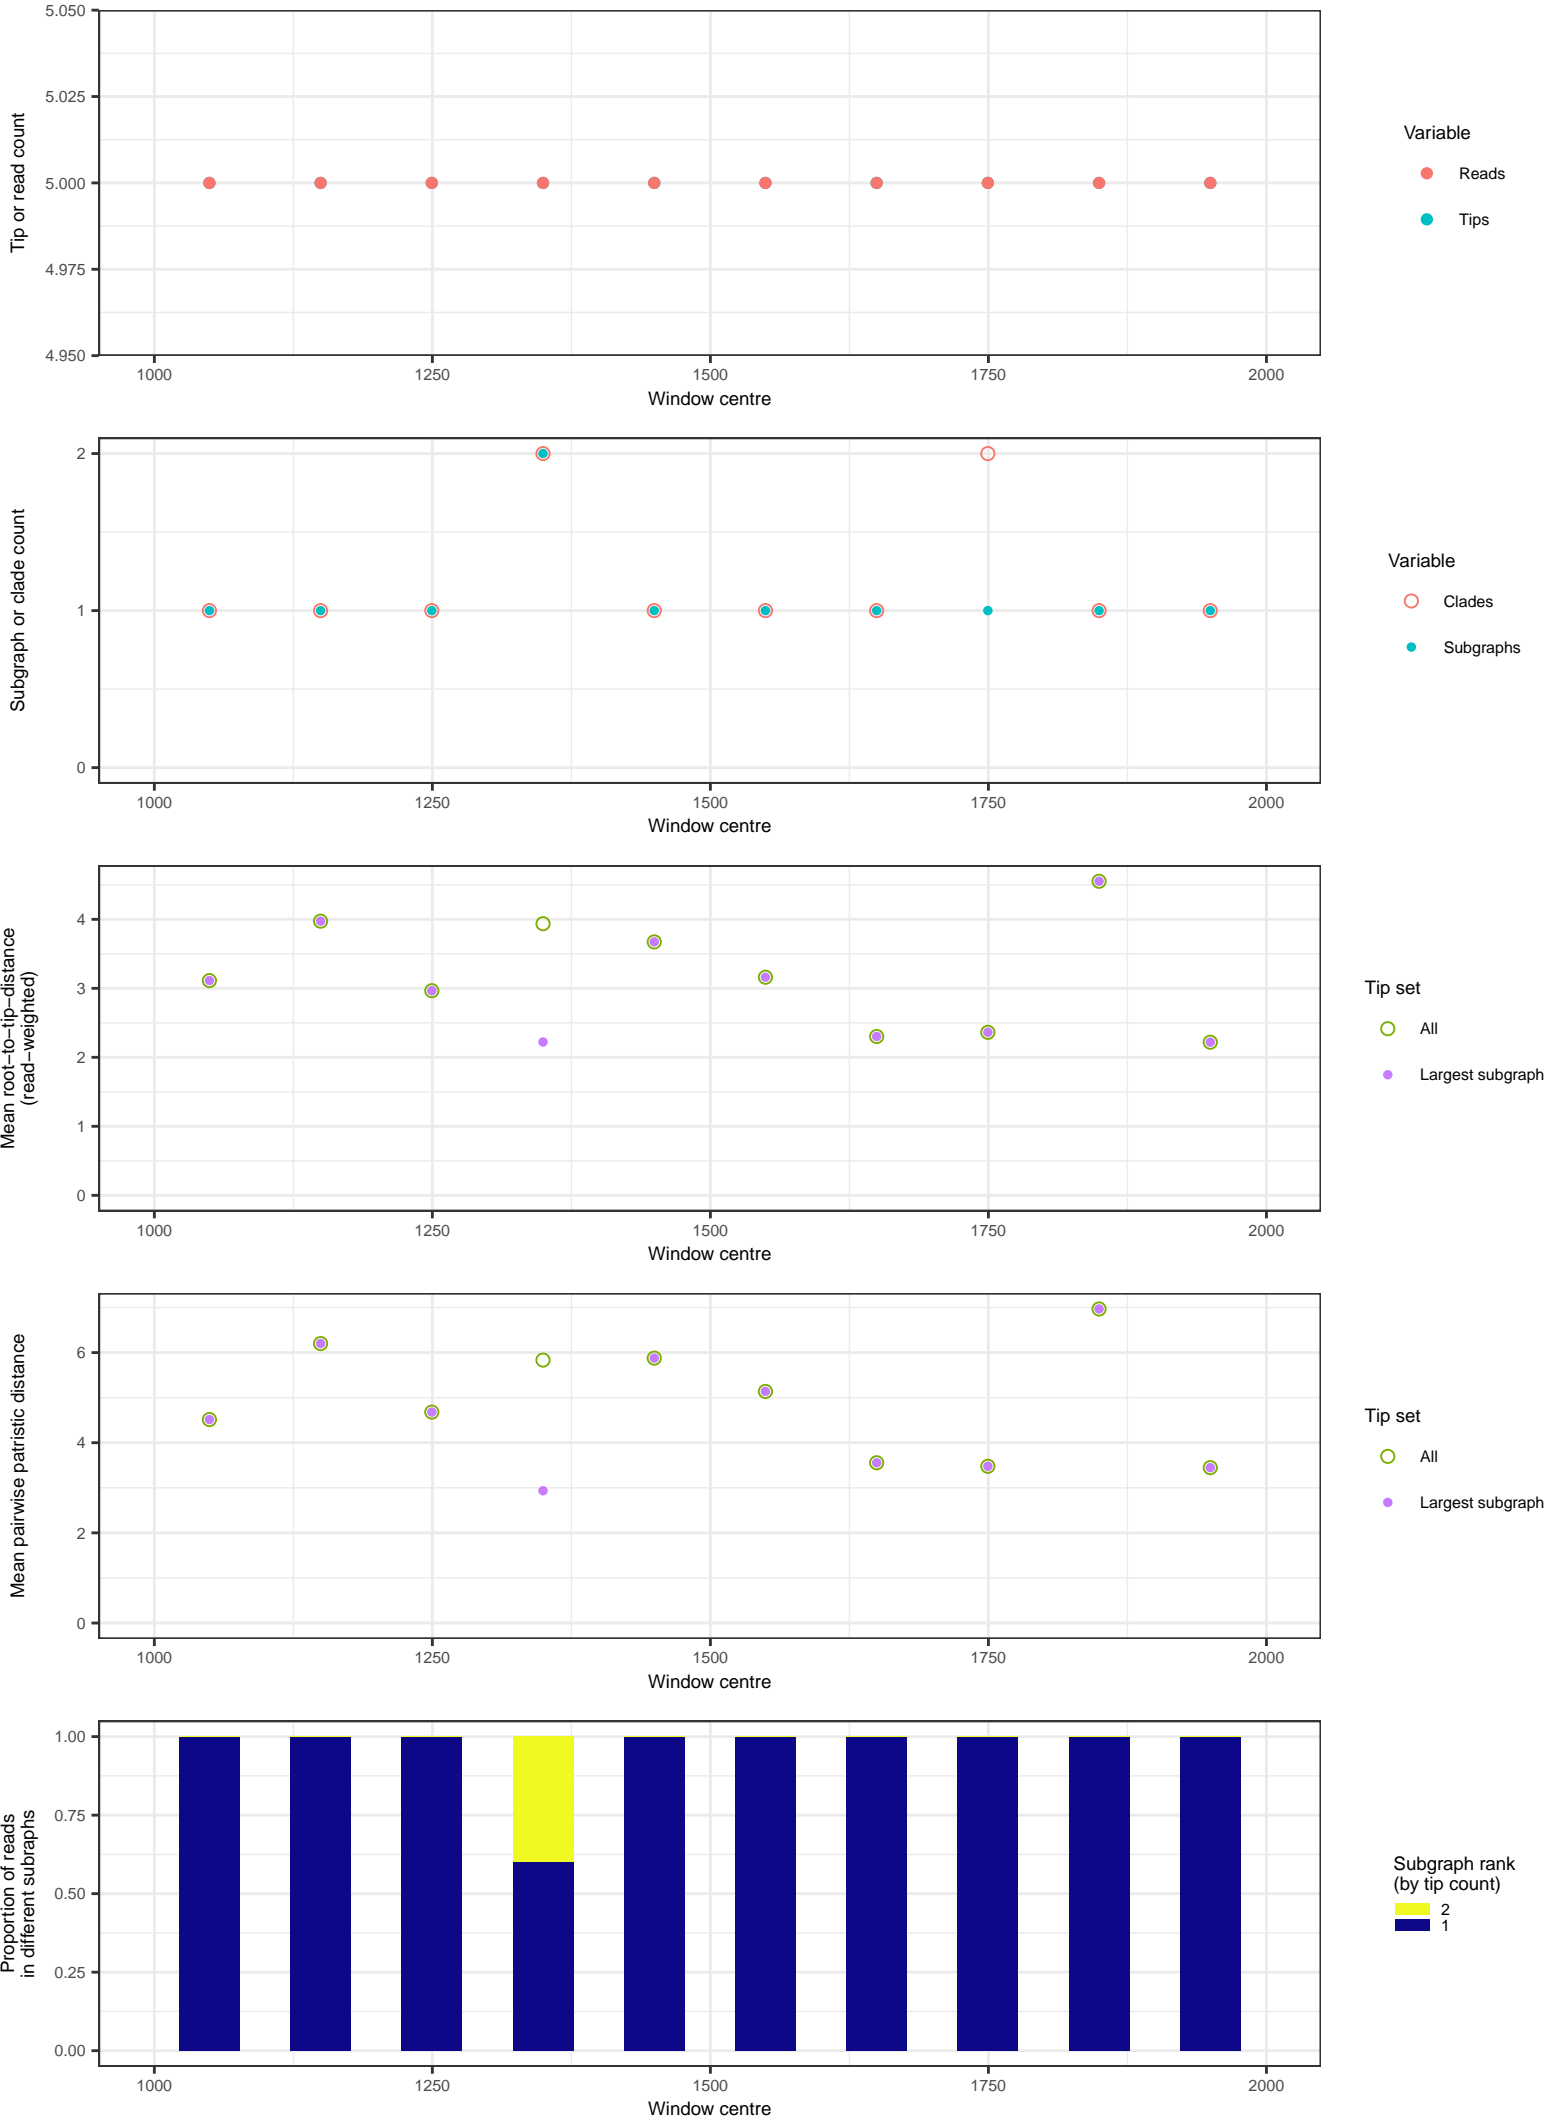 Tip or read count
5.050
5.025
5.000
4.975
4.950
1000 1250 1500 1750 2000
Window centre
Variable
Reads
Tips
Subgraph or clade count
2
1
0
1000 1250 1500 1750 2000
Window centre
Variable
Clades
Subgraphs
Mean root−to−tip−distance
(read−weighted)
4
3
2
1
0
1000 1250 1500 1750 2000
Window centre
Tip set
All
Largest subgraph
Mean pairwise patristic distance
6
4
2
0
1000 1250 1500 1750 2000
Window centre
Tip set
All
Largest subgraph
Proportion of reads
in different subraphs
1.00
0.75
0.50
0.25
0.00
1000 1250 1500 1750 2000
Window centre
Subgraph rank
(by tip count)
2
1